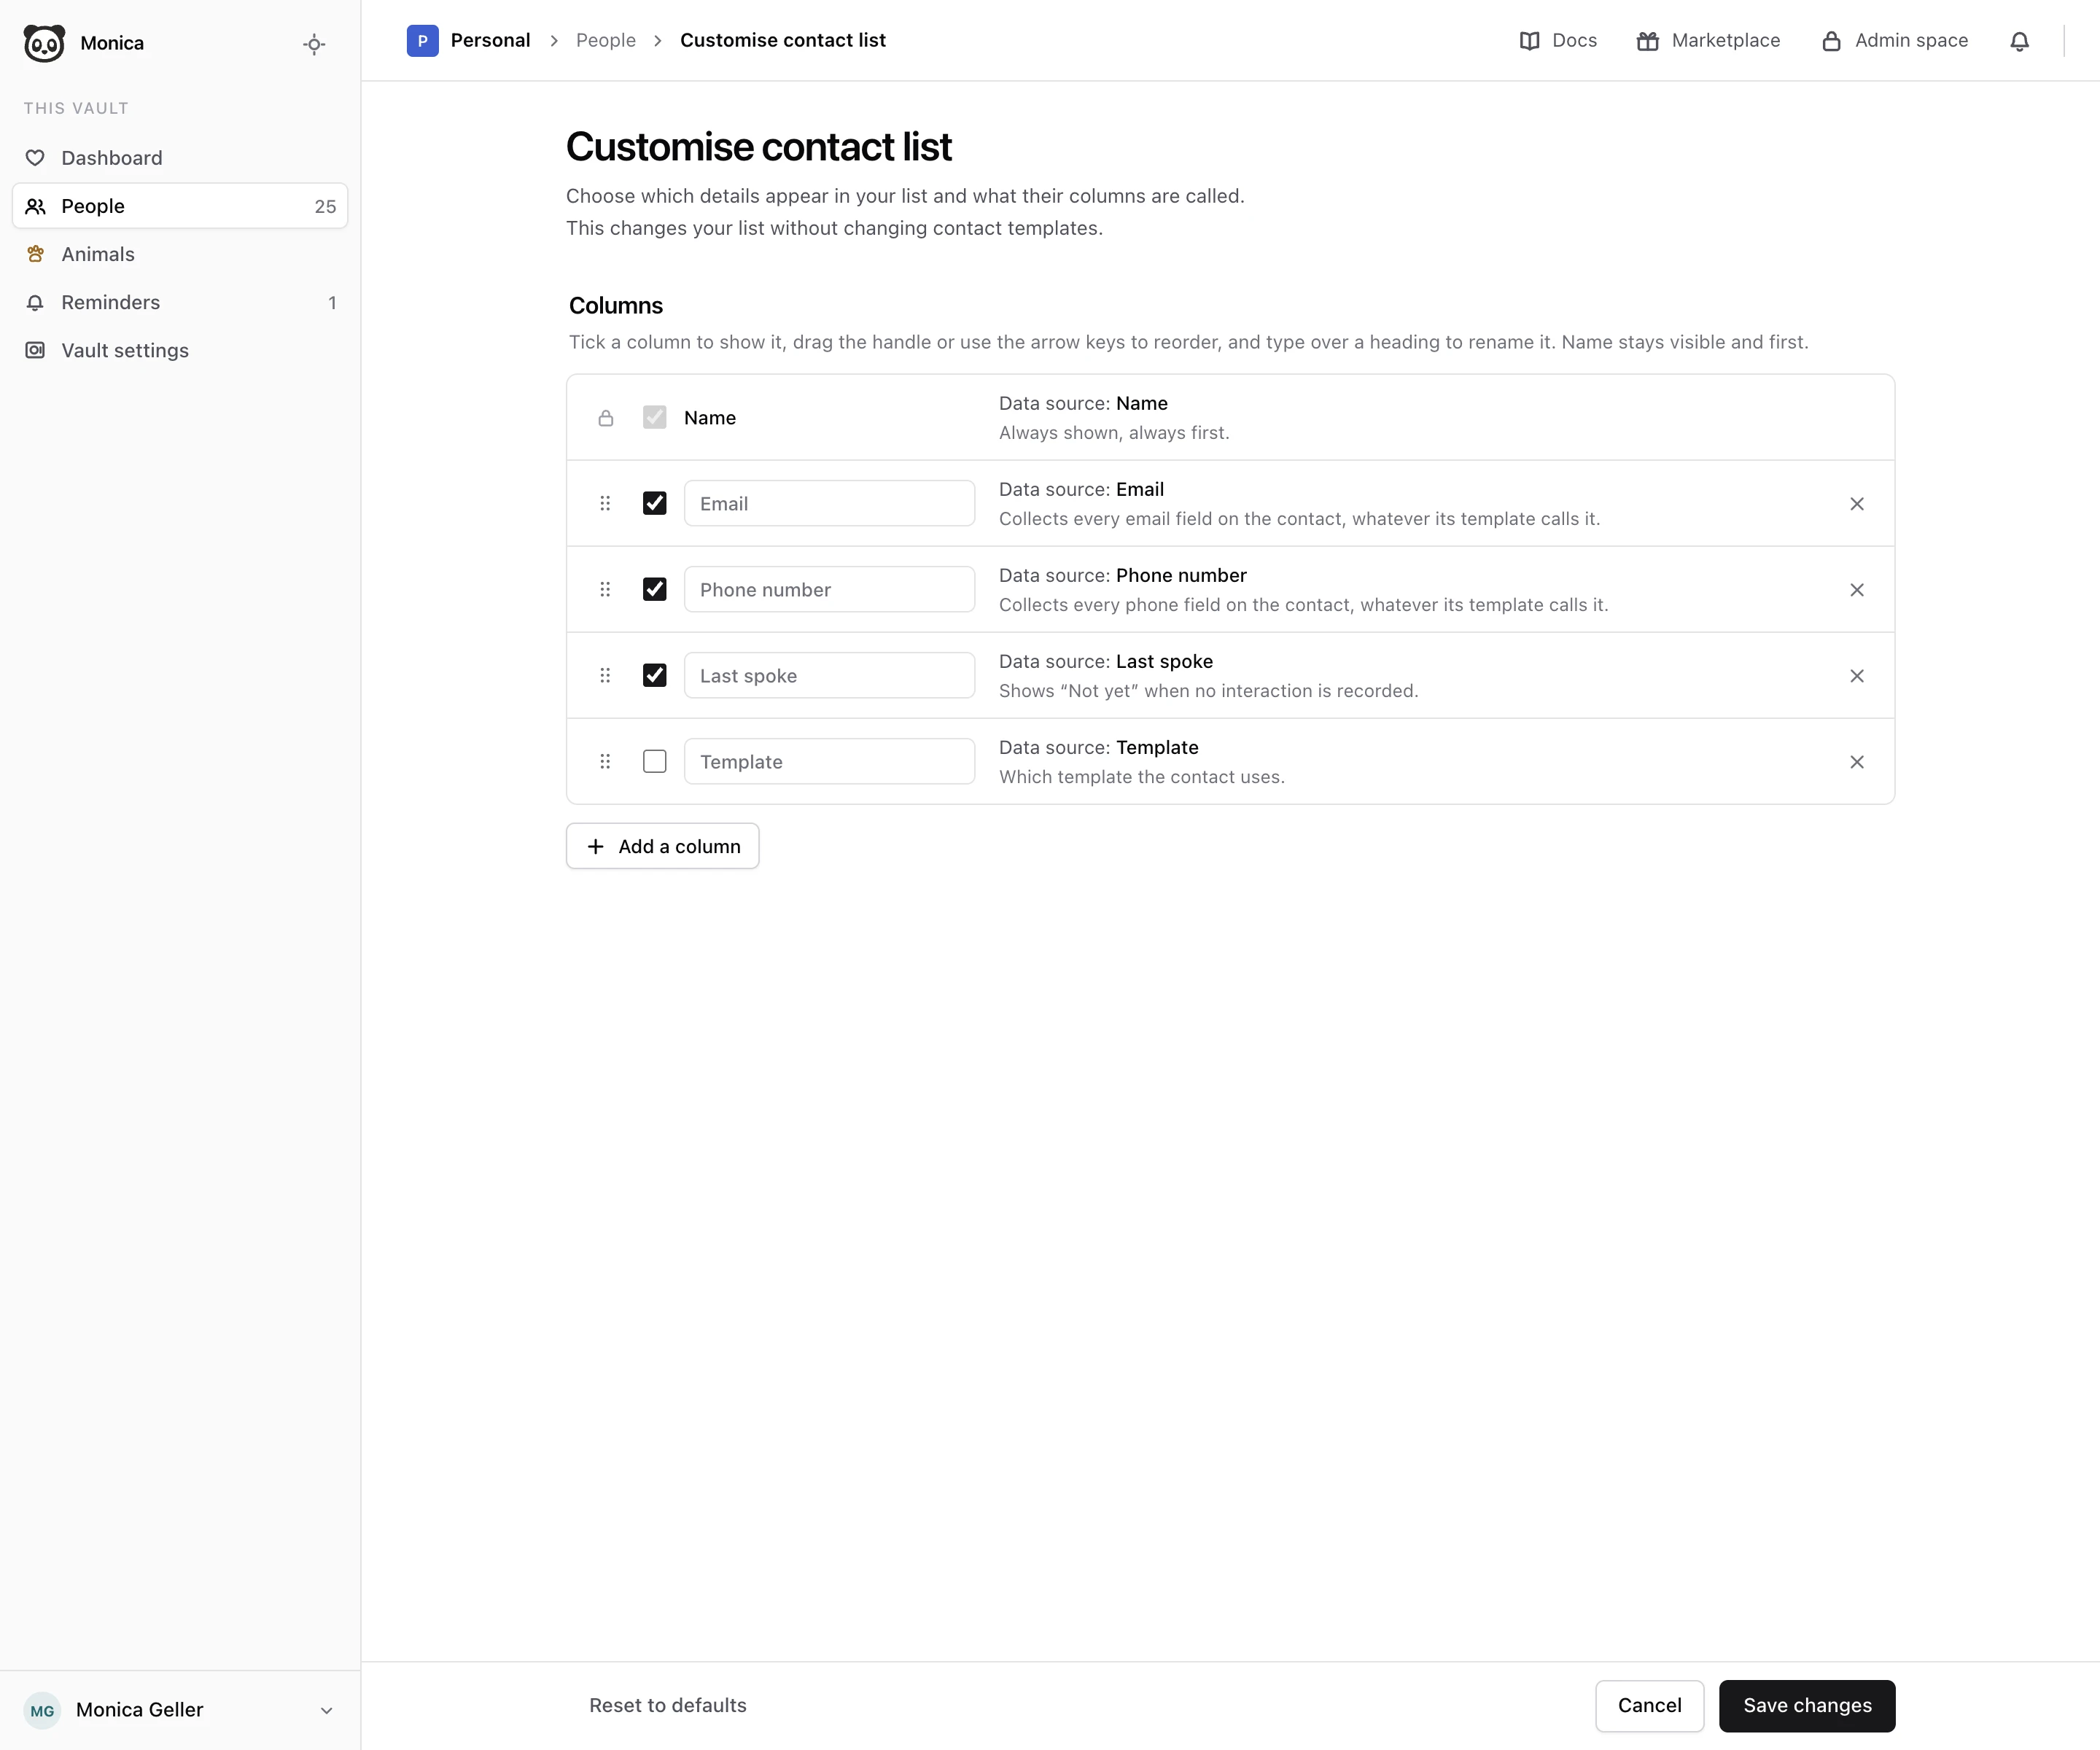 Monica
THIS VAULT
Dashboard
People 25
Animals
Reminders 1
Vault settings
MG Monica Geller
P Personal > People > Customise contact list
Docs Marketplace Admin space
Customise contact list
Choose which details appear in your list and what their columns are called.
This changes your list without changing contact templates.
Columns
Tick a column to show it, drag the handle or use the arrow keys to reorder, and type over a heading to rename it. Name stays visible and first.
Name
Data source: Name
Always shown, always first.
Email
Data source: Email
Collects every email field on the contact, whatever its template calls it.
Phone number
Data source: Phone number
Collects every phone field on the contact, whatever its template calls it.
Last spoke
Data source: Last spoke
Shows “Not yet” when no interaction is recorded.
Template
Data source: Template
Which template the contact uses.
Add a column
Reset to defaults
Cancel
Save changes